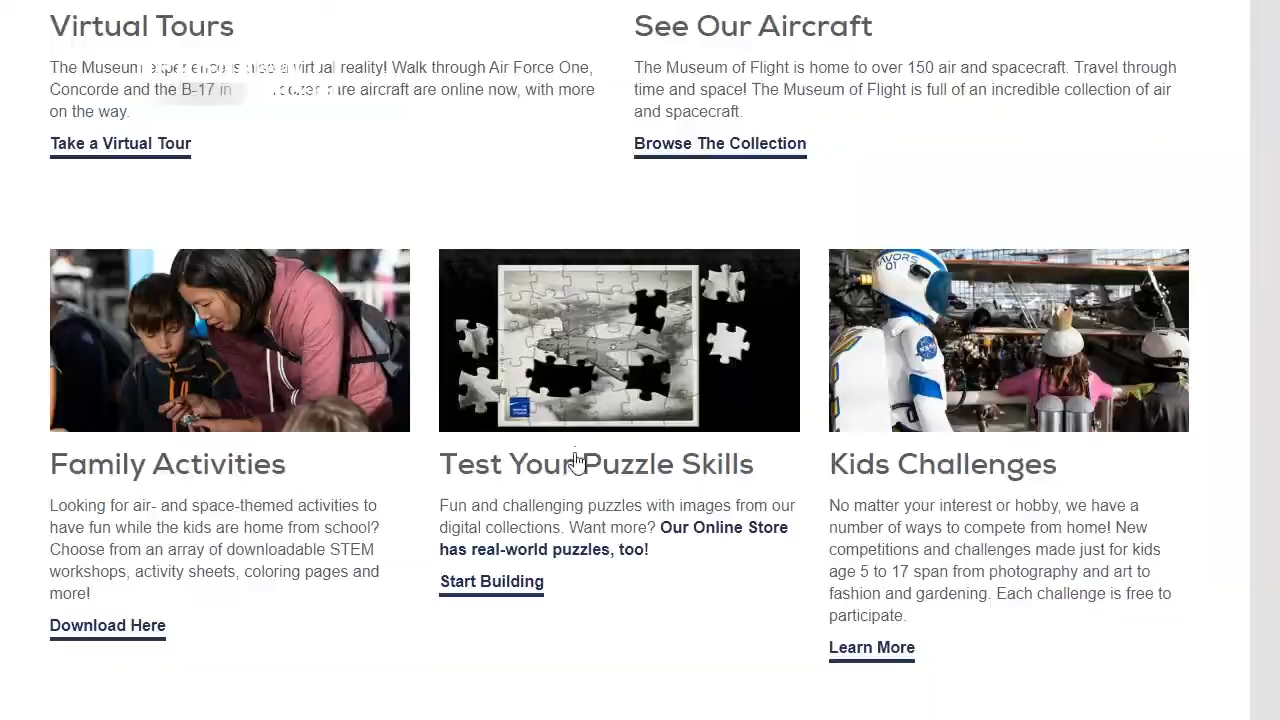 Virtual Tours
The Museum experience is virtual reality! Walk through Air Force One,
Concorde and the B-17 in are aircraft are online now, with more
on the way.
Take a Virtual Tour
See Our Aircraft
The Museum of Flight is home to over 150 air and spacecraft. Travel through
time and space! The Museum of Flight is full of an incredible collection of air
and spacecraft.
Browse The Collection
AVORS
01
NASA
Family Activities
Looking for air- and space-themed activities to
have fun while the kids are home from school?
Choose from an array of downloadable STEM
workshops, activity sheets, coloring pages and
more!
Download Here
Test Your Puzzle Skills
Fun and challenging puzzles with images from our
digital collections. Want more? Our Online Store
has real-world puzzles, too!
Start Building
Kids Challenges
No matter your interest or hobby, we have a
number of ways to compete from home! New
competitions and challenges made just for kids
age 5 to 17 span from photography and art to
fashion and gardening. Each challenge is free to
participate.
Learn More